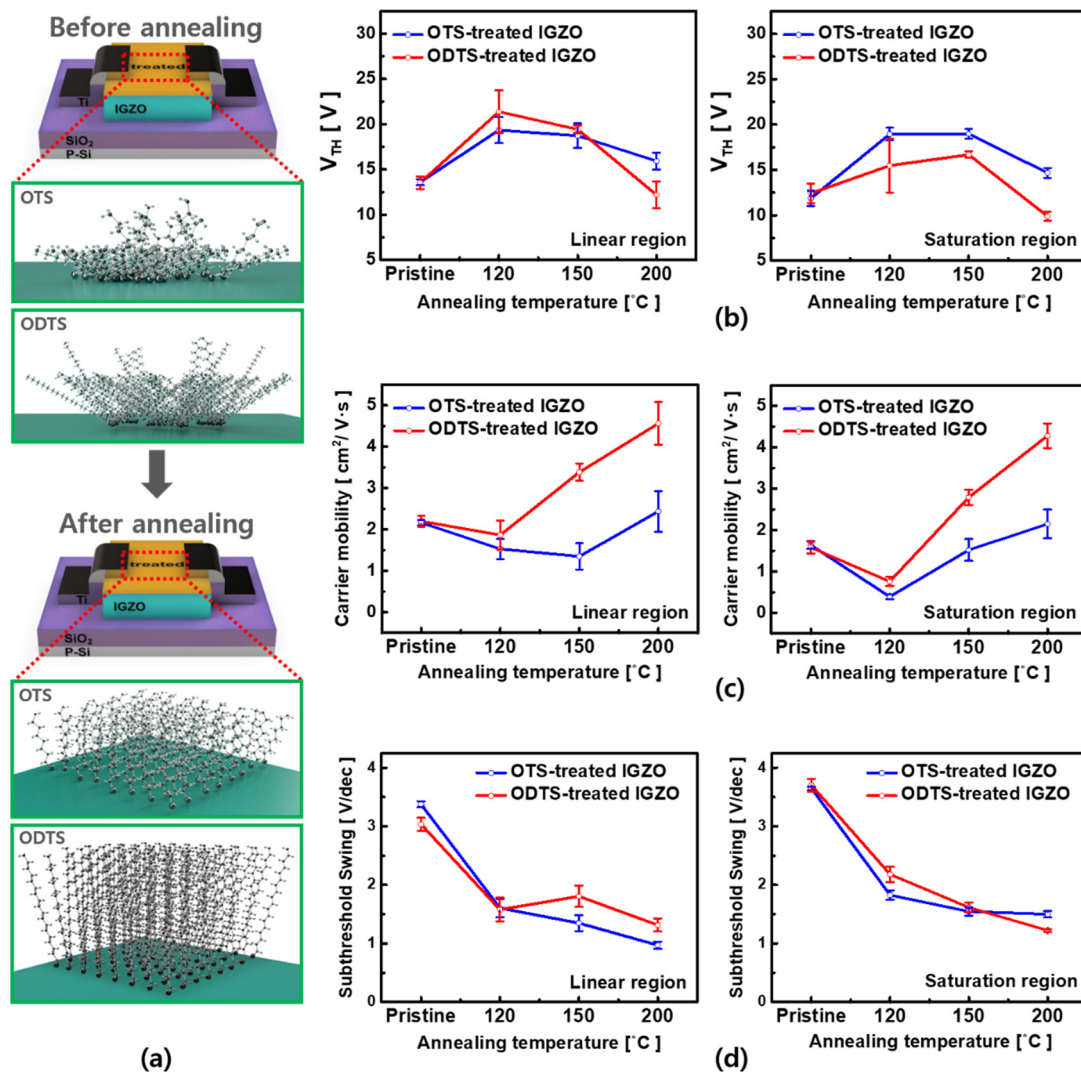 Before annealing
treated
Ti
IGZO
SiO₂
P-Si
OTS
ODTS
After annealing
treated
Ti
IGZO
SiO₂
P-Si
OTS
ODTS
(a)
OTS-treated IGZO
ODTS-treated IGZO
V_TH [ V ]
30
25
20
15
10
5
Linear region
Pristine 120 150 200
Annealing temperature [°C ]
OTS-treated IGZO
ODTS-treated IGZO
V_TH [ V ]
30
25
20
15
10
5
Saturation region
Pristine 120 150 200
Annealing temperature [°C ]
(b)
OTS-treated IGZO
ODTS-treated IGZO
Carrier mobility [ cm²/ V·s ]
5
4
3
2
1
0
Linear region
Pristine 120 150 200
Annealing temperature [°C ]
OTS-treated IGZO
ODTS-treated IGZO
Carrier mobility [ cm²/ V·s ]
5
4
3
2
1
0
Saturation region
Pristine 120 150 200
Annealing temperature [°C ]
(c)
OTS-treated IGZO
ODTS-treated IGZO
Subthreshold Swing [ V/dec ]
4
3
2
1
0
Linear region
Pristine 120 150 200
Annealing temperature [°C ]
OTS-treated IGZO
ODTS-treated IGZO
Subthreshold Swing [ V/dec ]
4
3
2
1
0
Saturation region
Pristine 120 150 200
Annealing temperature [°C ]
(d)